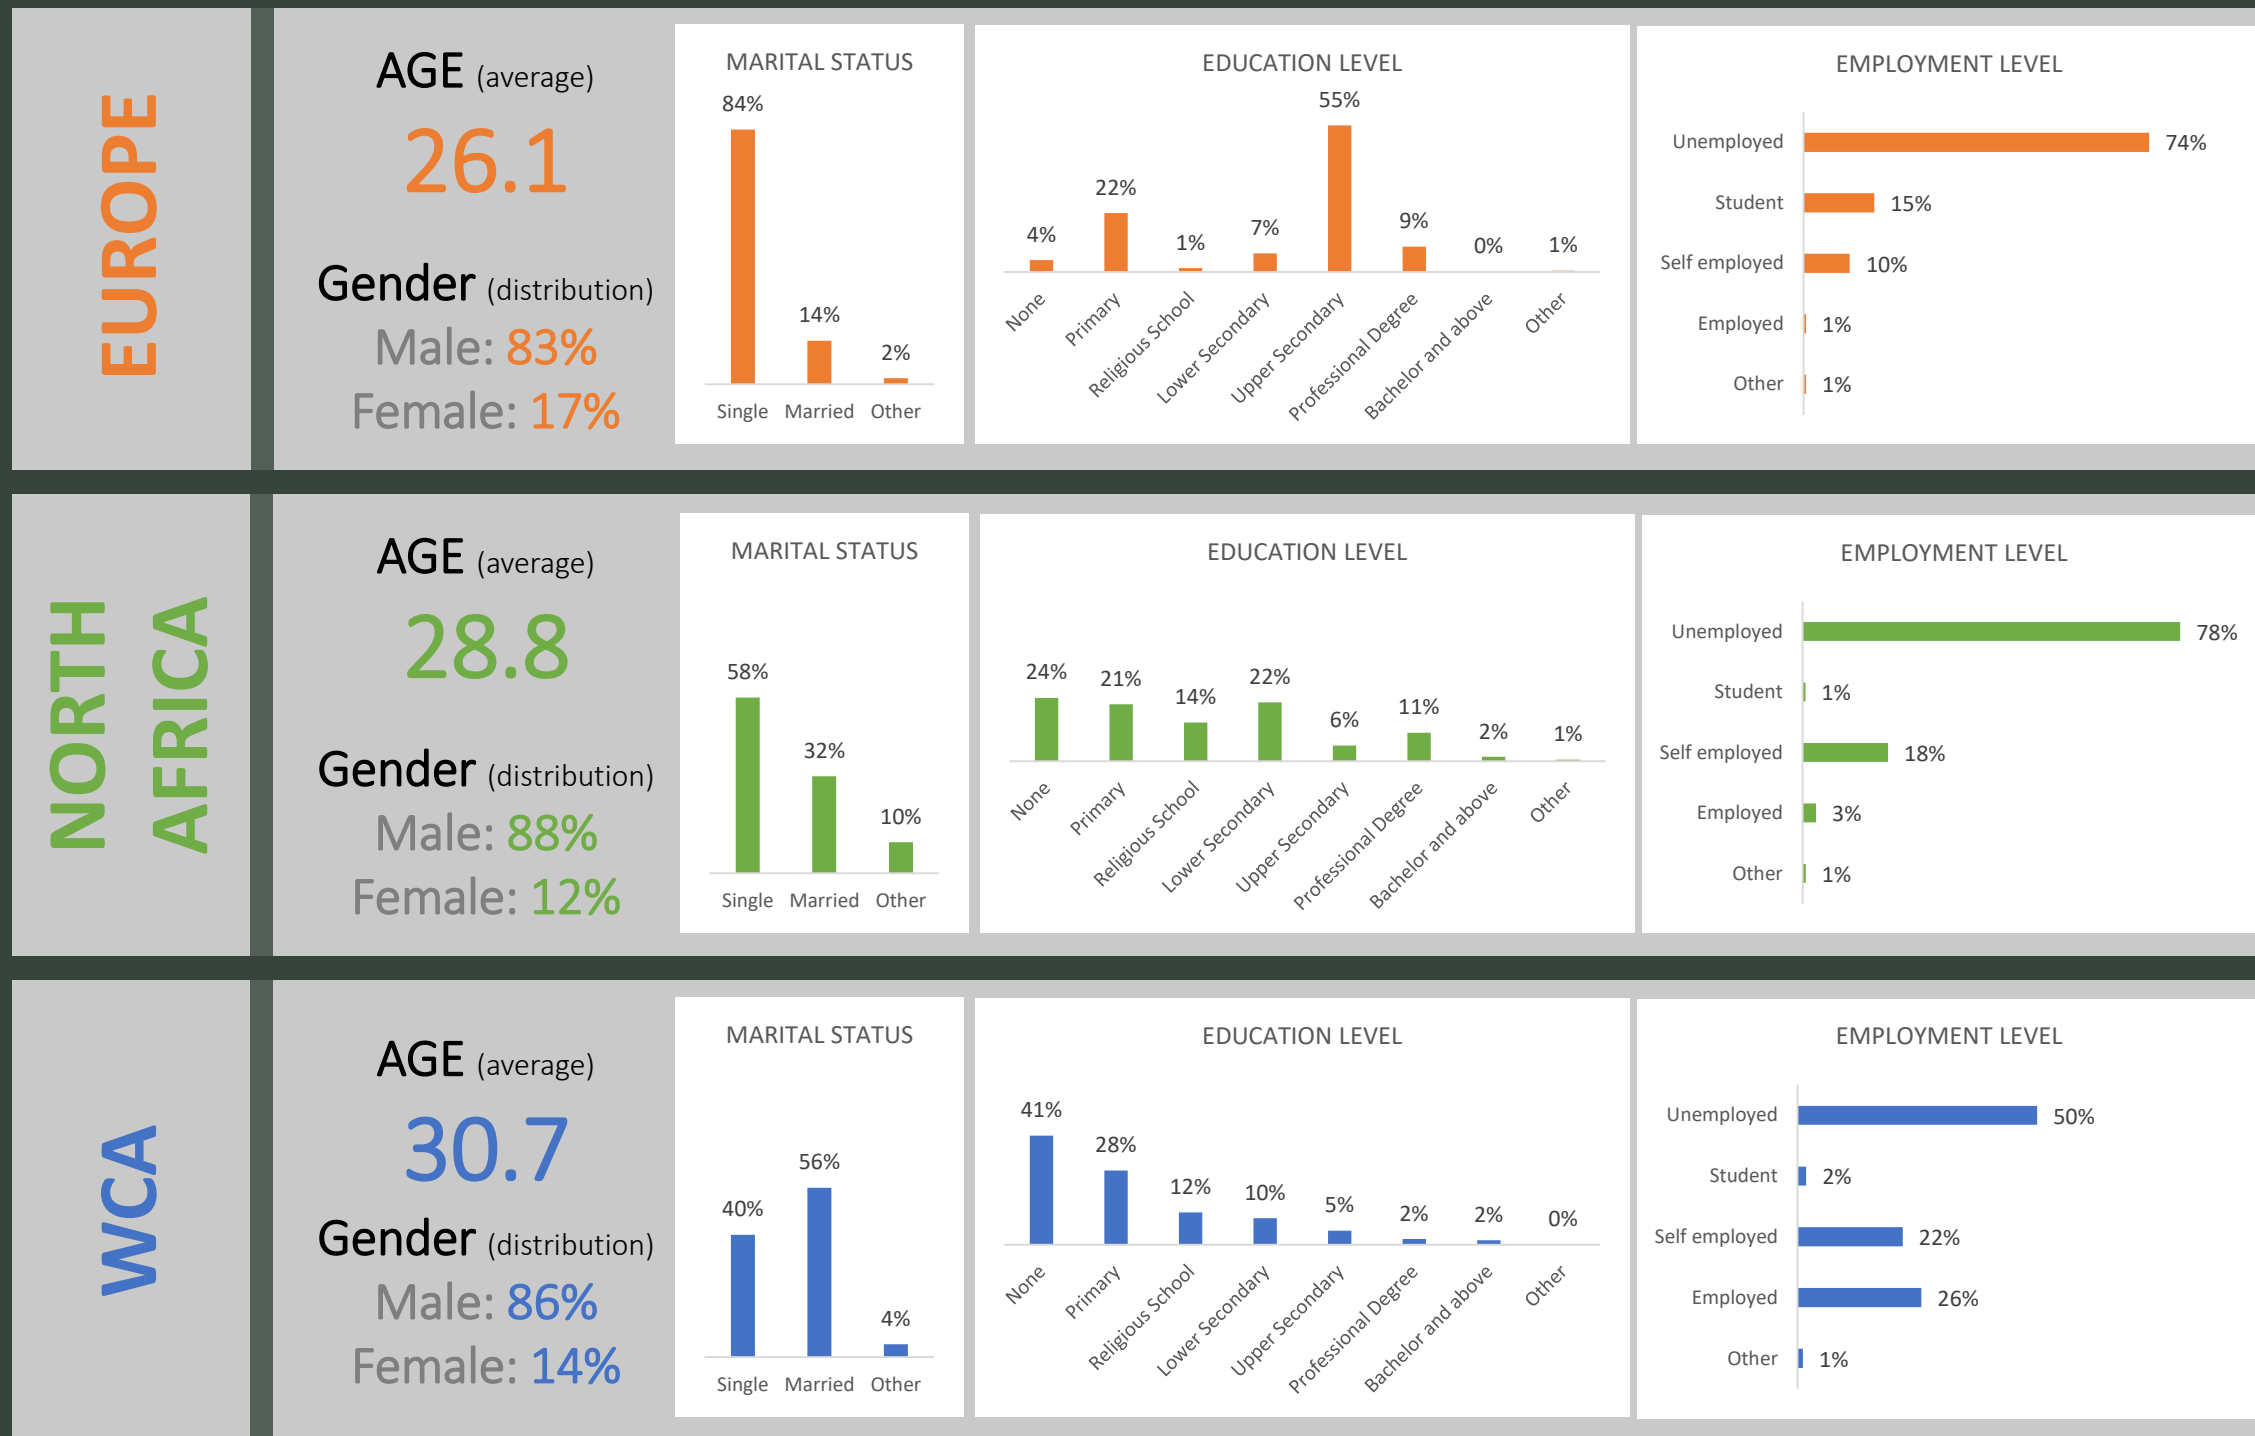 EUROPE
AGE (average)
26.1
Gender (distribution)
Male: 83%
Female: 17%
MARITAL STATUS
84%
14%
2%
Single Married Other
EDUCATION LEVEL
4%
22%
1%
7%
55%
9%
0%
1%
None
Primary
Religious School
Lower Secondary
Upper Secondary
Professional Degree
Bachelor and above
Other
EMPLOYMENT LEVEL
Unemployed 74%
Student 15%
Self employed 10%
Employed 1%
Other 1%
NORTH
AFRICA
AGE (average)
28.8
Gender (distribution)
Male: 88%
Female: 12%
MARITAL STATUS
58%
32%
10%
Single Married Other
EDUCATION LEVEL
24%
21%
14%
22%
6%
11%
2%
1%
None
Primary
Religious School
Lower Secondary
Upper Secondary
Professional Degree
Bachelor and above
Other
EMPLOYMENT LEVEL
Unemployed 78%
Student 1%
Self employed 18%
Employed 3%
Other 1%
WCA
AGE (average)
30.7
Gender (distribution)
Male: 86%
Female: 14%
MARITAL STATUS
40%
56%
4%
Single Married Other
EDUCATION LEVEL
41%
28%
12%
10%
5%
2%
2%
0%
None
Primary
Religious School
Lower Secondary
Upper Secondary
Professional Degree
Bachelor and above
Other
EMPLOYMENT LEVEL
Unemployed 50%
Student 2%
Self employed 22%
Employed 26%
Other 1%